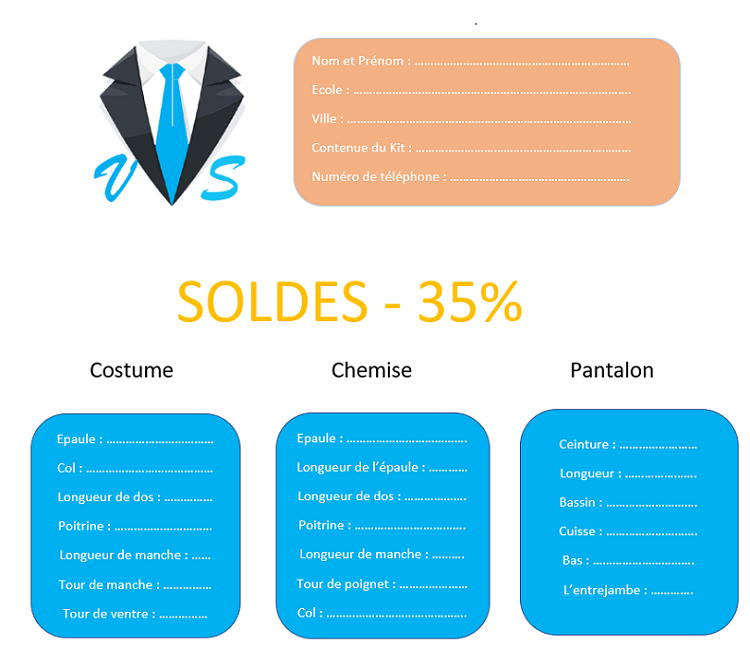 Nom et Prénom : ..................................................................
Ecole : ....................................................................................
Ville : .....................................................................................
Contenue du Kit : .................................................................
Numéro de téléphone : ......................................................
V S
SOLDES - 35%
Costume
Epaule : .................................
Col : .......................................
Longueur de dos : ...............
Poitrine : ..............................
Longueur de manche : ......
Tour de manche : ...............
Tour de ventre : ...............
Chemise
Epaule : .....................................
Longueur de l'épaule : ............
Longueur de dos : ...................
Poitrine : ..................................
Longueur de manche : ..........
Tour de poignet : .....................
Col : ...........................................
Pantalon
Ceinture : ........................
Longueur : ......................
Bassin : ............................
Cuisse : ............................
Bas : ...............................
L'entrejambe : .............